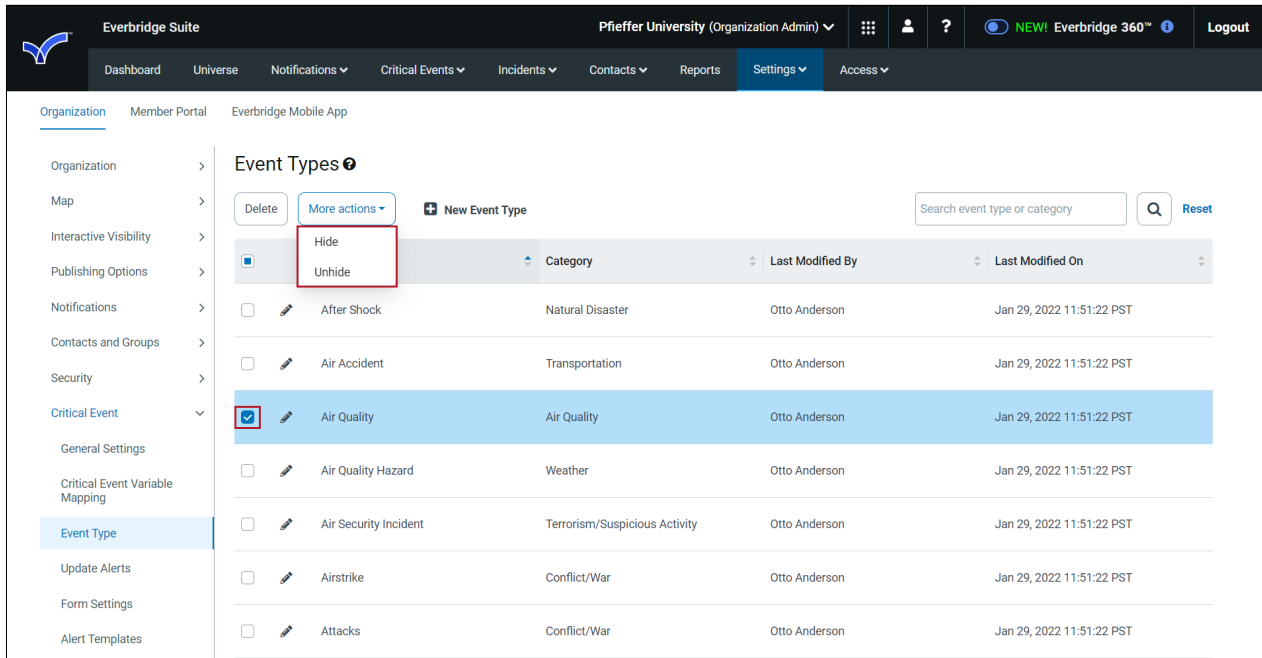 Everbridge Suite
Pfieffer University (Organization Admin)
? NEW! Everbridge 360™ i Logout
Dashboard Universe Notifications Critical Events Incidents Contacts Reports Settings Access
Organization Member Portal Everbridge Mobile App
Organization
Map
Interactive Visibility
Publishing Options
Notifications
Contacts and Groups
Security
Critical Event
General Settings
Critical Event Variable
Mapping
Event Type
Update Alerts
Form Settings
Alert Templates
Event Types ?
Delete More actions New Event Type Search event type or category Reset
Hide
Unhide
Category Last Modified By Last Modified On
After Shock Natural Disaster Otto Anderson Jan 29, 2022 11:51:22 PST
Air Accident Transportation Otto Anderson Jan 29, 2022 11:51:22 PST
Air Quality Air Quality Otto Anderson Jan 29, 2022 11:51:22 PST
Air Quality Hazard Weather Otto Anderson Jan 29, 2022 11:51:22 PST
Air Security Incident Terrorism/Suspicious Activity Otto Anderson Jan 29, 2022 11:51:22 PST
Airstrike Conflict/War Otto Anderson Jan 29, 2022 11:51:22 PST
Attacks Conflict/War Otto Anderson Jan 29, 2022 11:51:22 PST